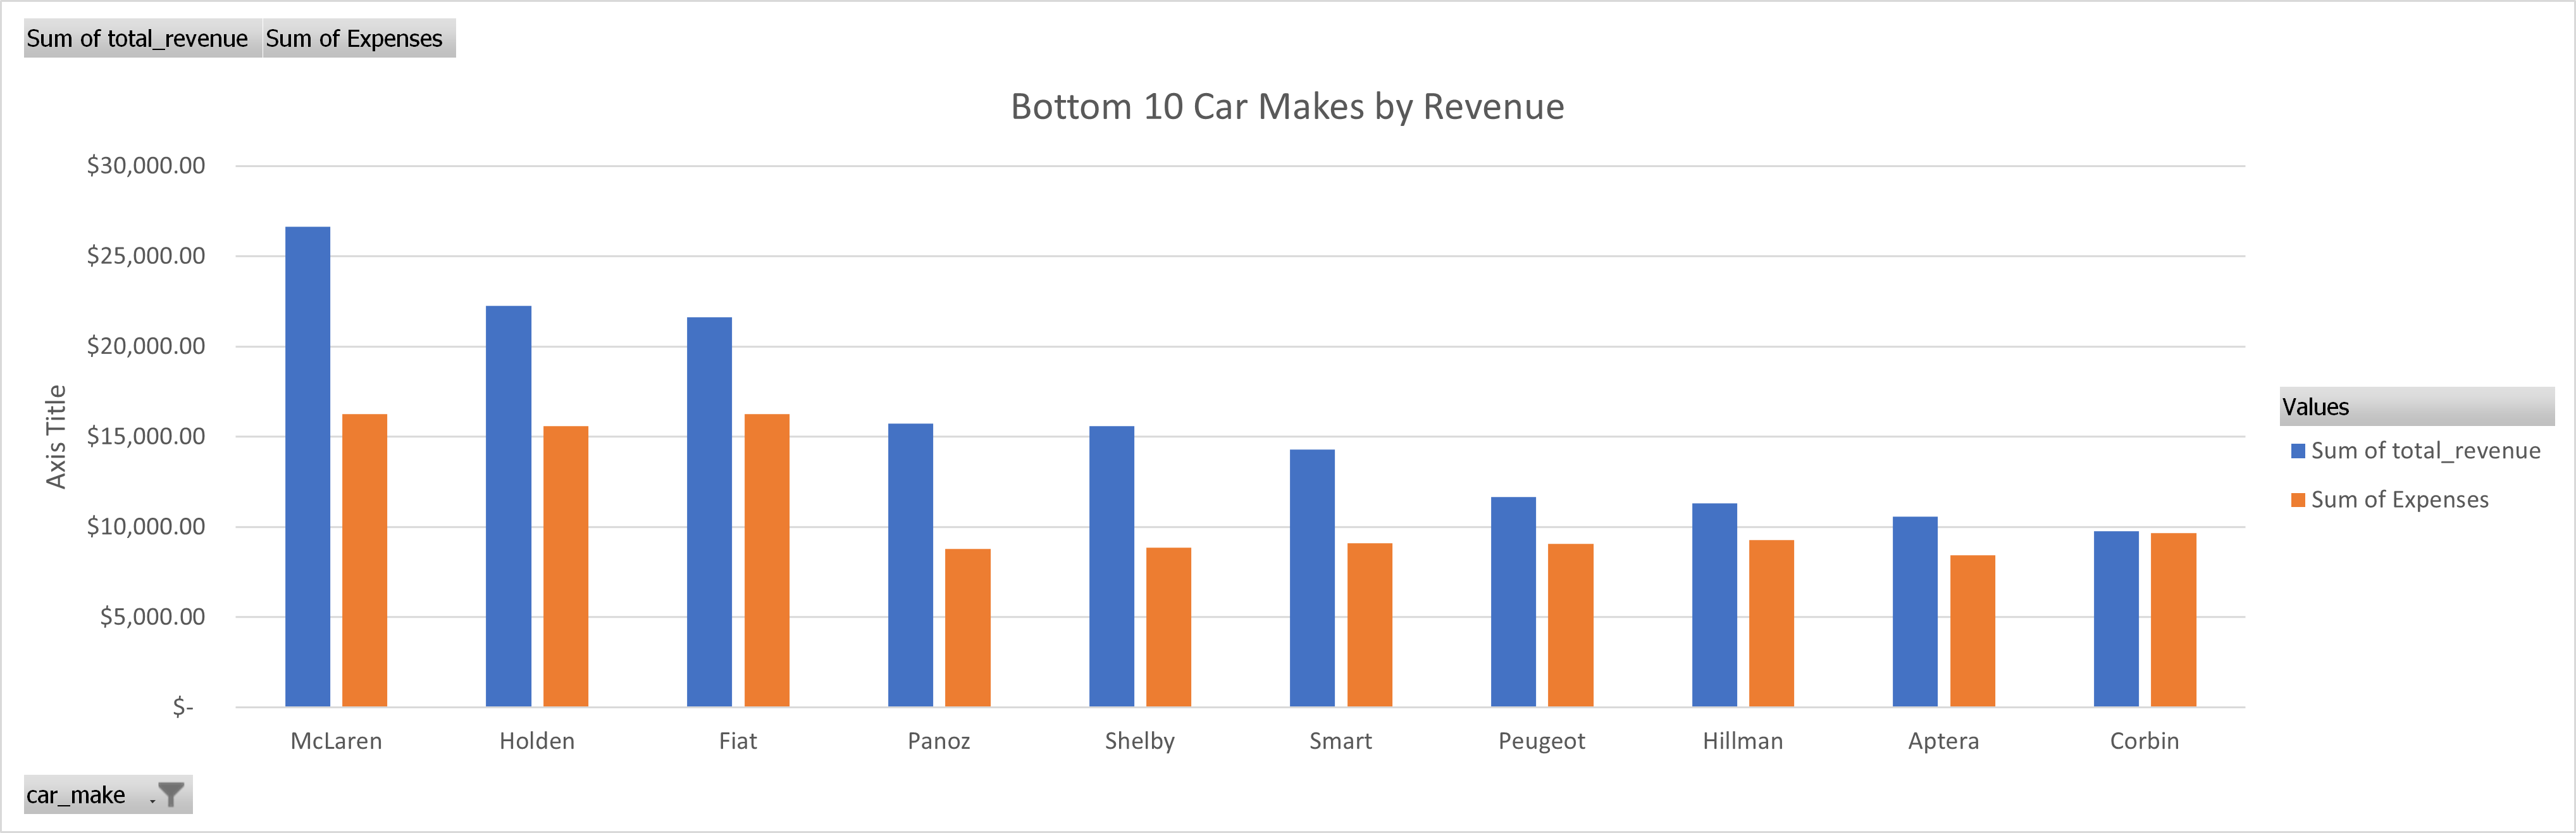 Sum of total_revenue Sum of Expenses
Bottom 10 Car Makes by Revenue
Axis Title
$30,000.00
$25,000.00
$20,000.00
$15,000.00
$10,000.00
$5,000.00
$-
McLaren Holden Fiat Panoz Shelby Smart Peugeot Hillman Aptera Corbin
Values
Sum of total_revenue
Sum of Expenses
car_make